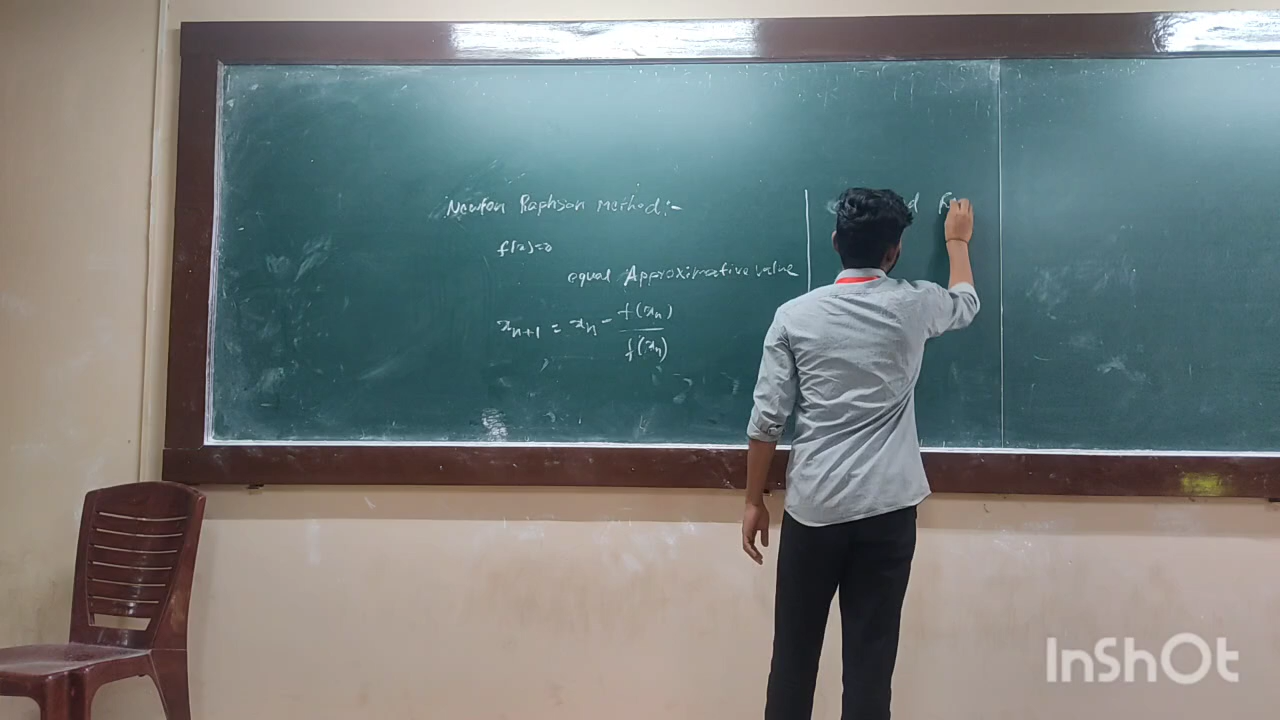 Newton Raphson Method:-
f(x)=0
equal Approximative value
xₙ₊₁ = xₙ - f(xₙ) / f'(xₙ)
InShOt